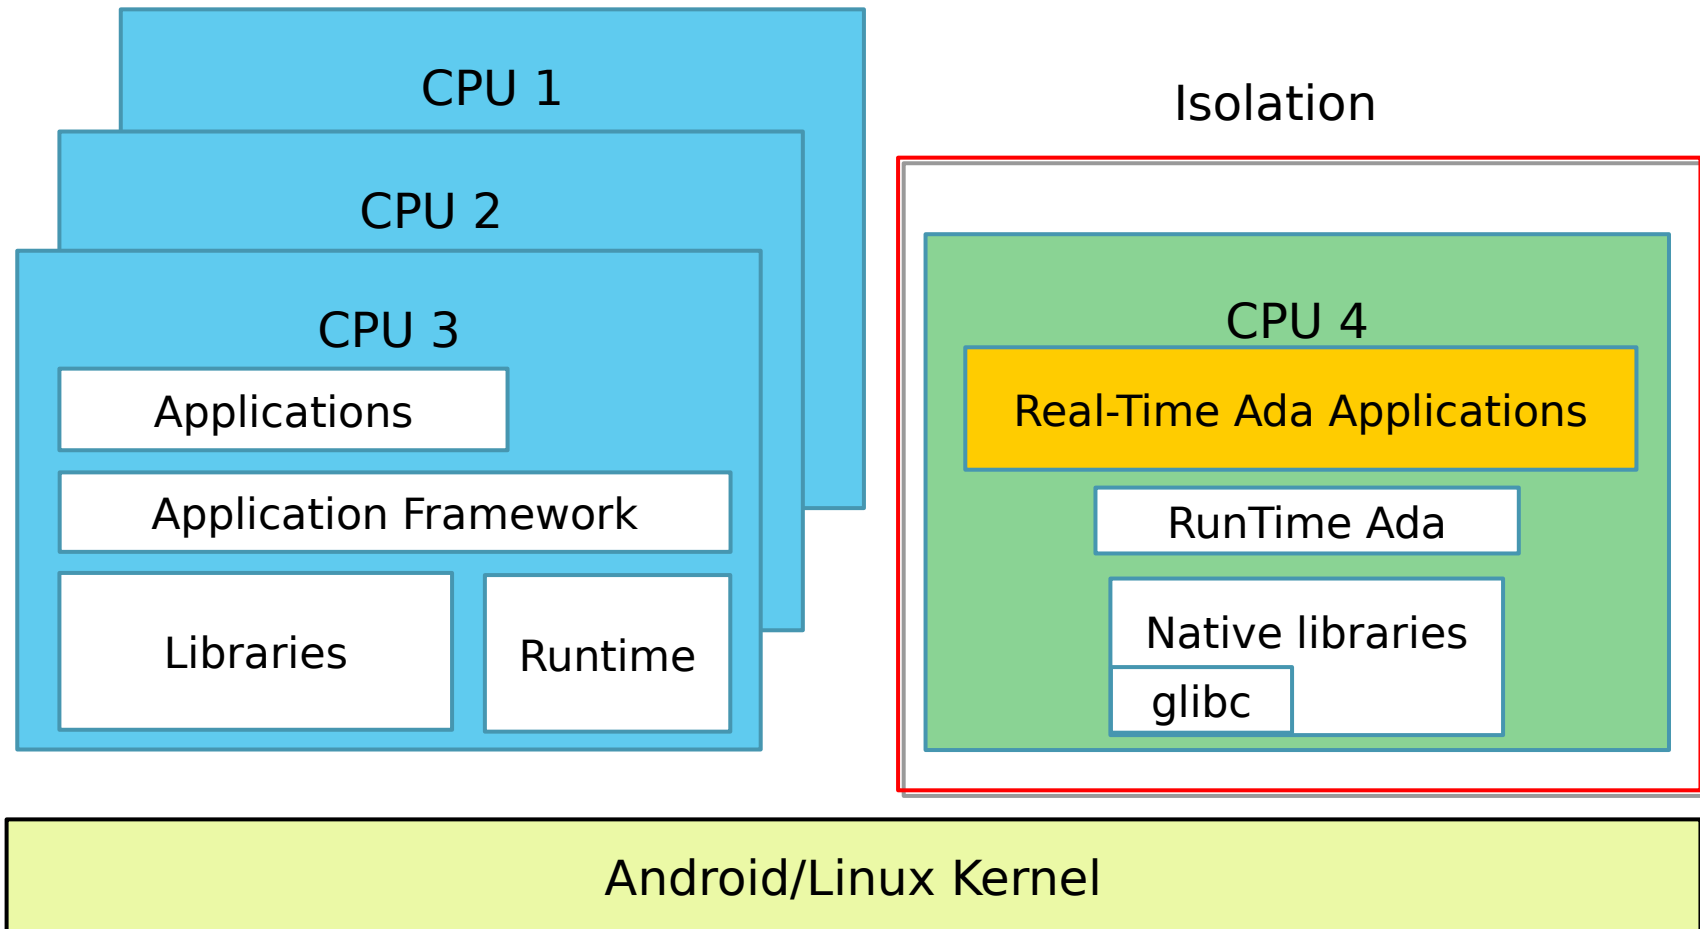 CPU 1
CPU 2
CPU 3
Applications
Application Framework
Libraries
Runtime
Isolation
CPU 4
Real-Time Ada Applications
RunTime Ada
Native libraries
glibc
Android/Linux Kernel